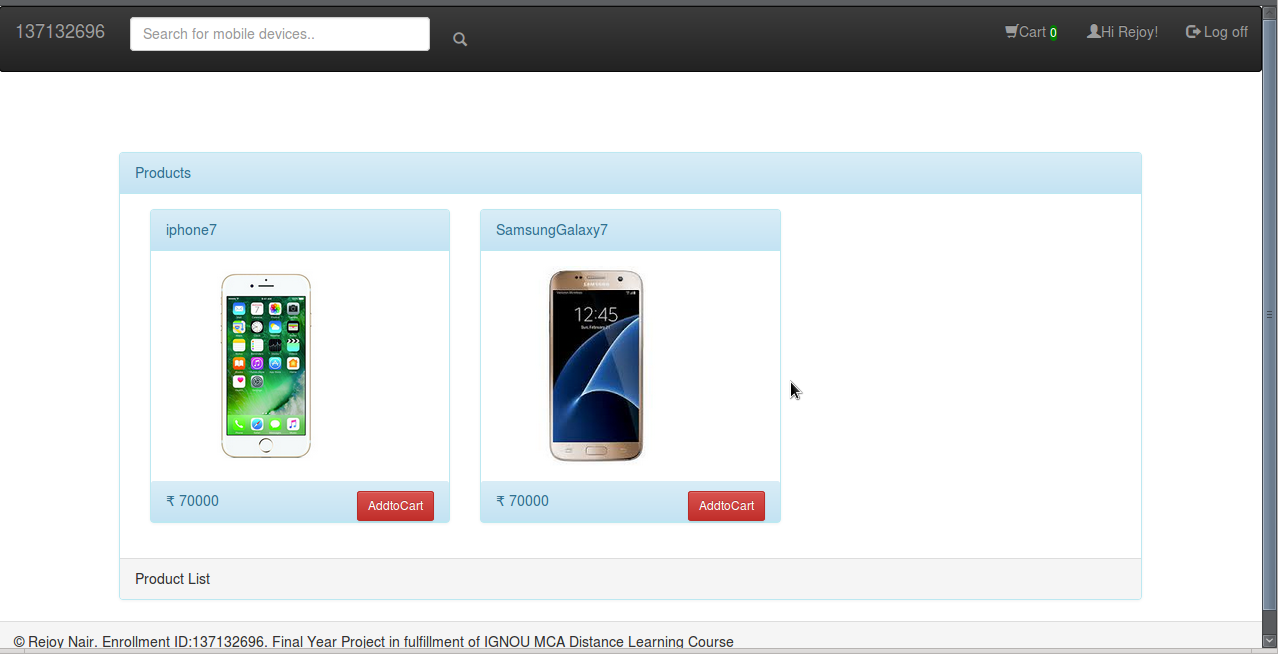 137132696 Search for mobile devices.. Cart 0 Hi Rejoy! Log off
Products
iphone7 SamsungGalaxy7
SAMSUNG
12:45
₹ 70000 AddtoCart ₹ 70000 AddtoCart
Product List
© Rejoy Nair. Enrollment ID:137132696. Final Year Project in fulfillment of IGNOU MCA Distance Learning Course